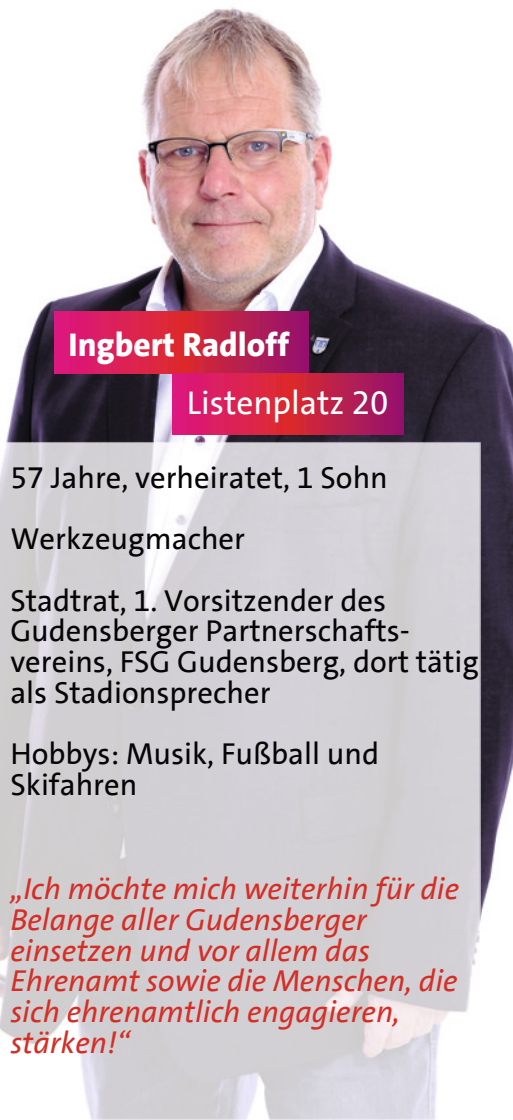 Ingbert Radloff
Listenplatz 20
57 Jahre, verheiratet, 1 Sohn
Werkzeugmacher
Stadtrat, 1. Vorsitzender des
Gudensberger Partnerschafts-
vereins, FSG Gudensberg, dort tätig
als Stadionsprecher
Hobbys: Musik, Fußball und
Skifahren
„Ich möchte mich weiterhin für die
Belange aller Gudensberger
einsetzen und vor allem das
Ehrenamt sowie die Menschen, die
sich ehrenamtlich engagieren,
stärken!“